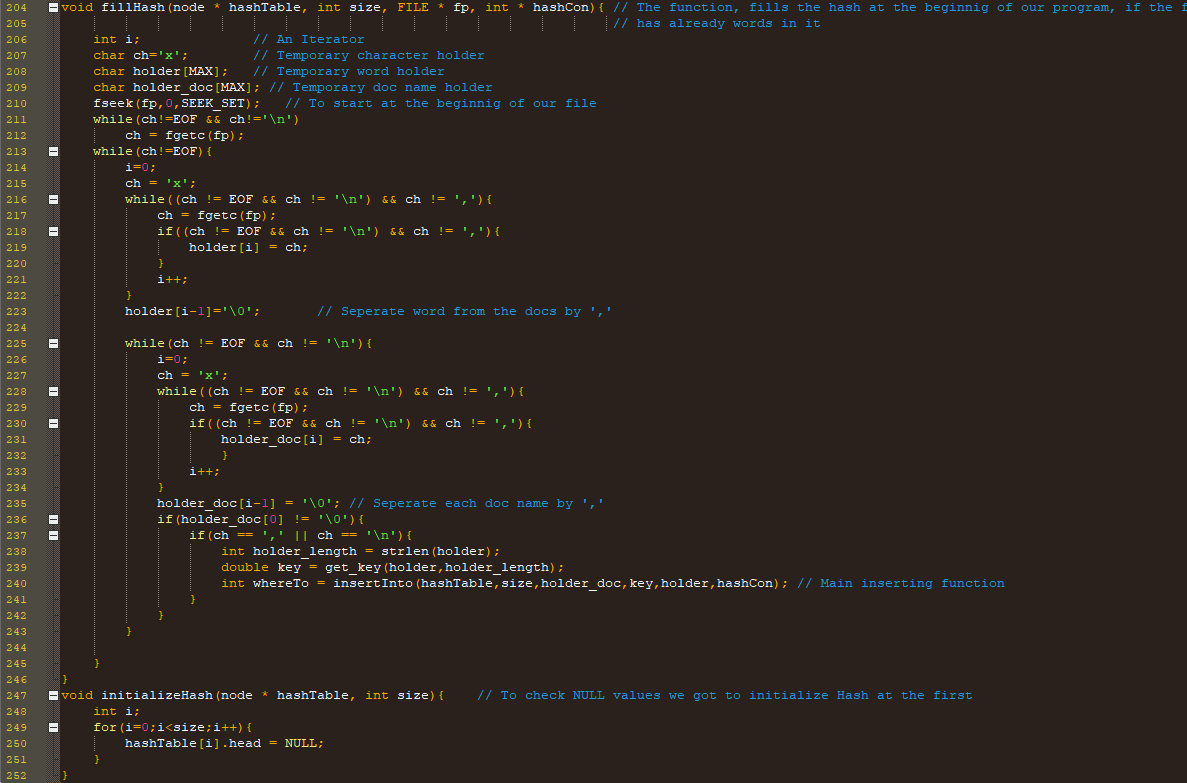 204 void fillHash(node * hashTable, int size, FILE * fp, int * hashCon){ // The function, fills the hash at the beginnig of our program, if the f
205 // has already words in it
206 int i; // An Iterator
207 char ch='x'; // Temporary character holder
208 char holder[MAX]; // Temporary word holder
209 char holder_doc[MAX]; // Temporary doc name holder
210 fseek(fp,0,SEEK_SET); // To start at the beginnig of our file
211 while(ch!=EOF && ch!='\n')
212 ch = fgetc(fp);
213 while(ch!=EOF){
214 i=0;
215 ch = 'x';
216 while((ch != EOF && ch != '\n') && ch != ','){
217 ch = fgetc(fp);
218 if((ch != EOF && ch != '\n') && ch != ','){
219 holder[i] = ch;
220 }
221 i++;
222 }
223 holder[i-1]='\0'; // Seperate word from the docs by ','
224
225 while(ch != EOF && ch != '\n'){
226 i=0;
227 ch = 'x';
228 while((ch != EOF && ch != '\n') && ch != ','){
229 ch = fgetc(fp);
230 if((ch != EOF && ch != '\n') && ch != ','){
231 holder_doc[i] = ch;
232 }
233 i++;
234 }
235 holder_doc[i-1] = '\0'; // Seperate each doc name by ','
236 if(holder_doc[0] != '\0'){
237 if(ch == ',' || ch == '\n'){
238 int holder_length = strlen(holder);
239 double key = get_key(holder,holder_length);
240 int whereTo = insertInto(hashTable,size,holder_doc,key,holder,hashCon); // Main inserting function
241 }
242 }
243 }
244
245 }
246 }
247 void initializeHash(node * hashTable, int size){ // To check NULL values we got to initialize Hash at the first
248 int i;
249 for(i=0;i<size;i++){
250 hashTable[i].head = NULL;
251 }
252 }